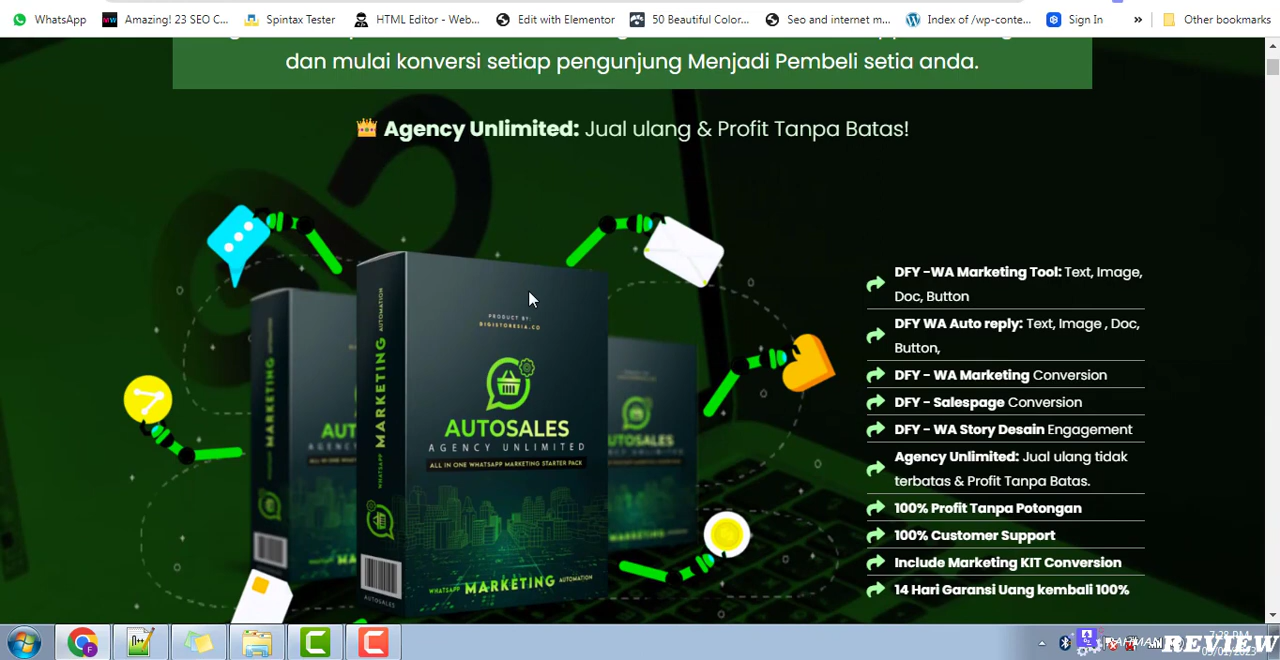 WhatsApp
Amazing! 23 SEO C...
Spintax Tester
HTML Editor - Web...
Edit with Elementor
50 Beautiful Color...
Seo and internet m...
Index of /wp-conte...
Sign In
»
Other bookmarks
dan mulai konversi setiap pengunjung Menjadi Pembeli setia anda.
Agency Unlimited: Jual ulang & Profit Tanpa Batas!
DFY -WA Marketing Tool: Text, Image,
Doc, Button
DFY WA Auto reply: Text, Image , Doc,
Button,
DFY - WA Marketing Conversion
DFY - Salespage Conversion
DFY - WA Story Desain Engagement
Agency Unlimited: Jual ulang tidak
terbatas & Profit Tanpa Batas.
100% Profit Tanpa Potongan
100% Customer Support
Include Marketing KIT Conversion
14 Hari Garansi Uang kembali 100%
PRODUCT BY:
DIGISTORESIA.CO
AUTOSALES
AGENCY UNLIMITED
ALL IN ONE WHATSAPP MARKETING STARTER PACK
WHATSAPP MARKETING AUTOMATION
WHATSAPP MARKETING AUTOMATION
AUTOSALES
MARKETING
7:28 PM
REVIEW